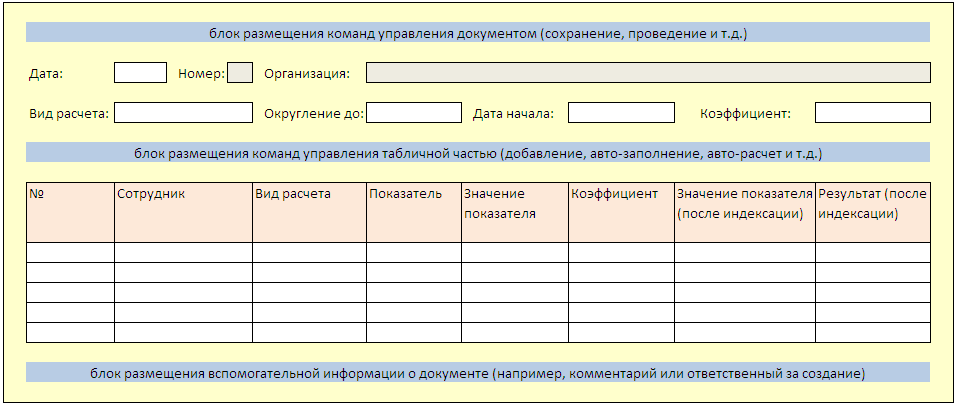 блок размещения команд управления документом (сохранение, проведение и т.д.)
Дата: Номер: Организация:
Вид расчета: Округление до: Дата начала: Коэффициент:
блок размещения команд управления табличной частью (добавление, авто-заполнение, авто-расчет и т.д.)
№ Сотрудник Вид расчета Показатель Значение Коэффициент Значение показателя Результат (после
показателя (после индексации) индексации)
блок размещения вспомогательной информации о документе (например, комментарий или ответственный за создание)